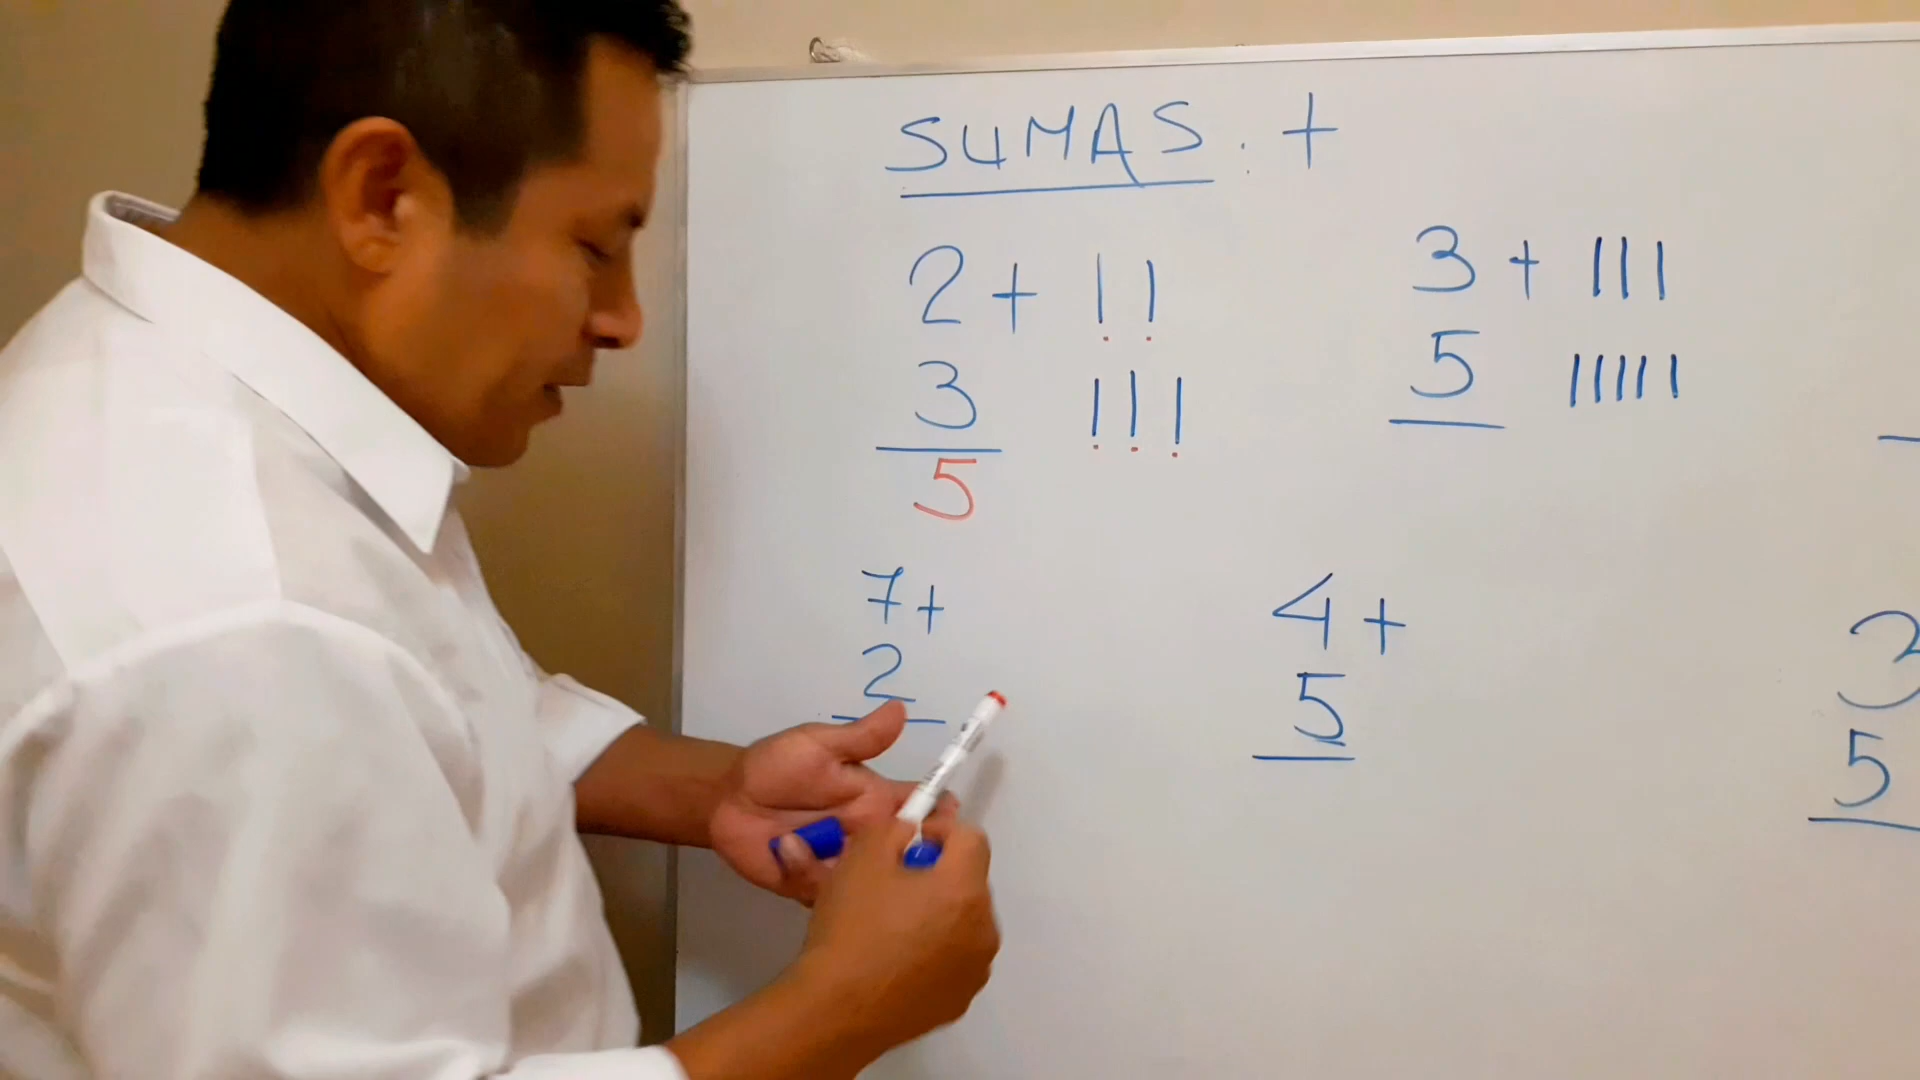 SUMAS. +
2 + | |
3 | | |
5
3 + | | |
5 | | | | |
7 +
2
4 +
5
3
5